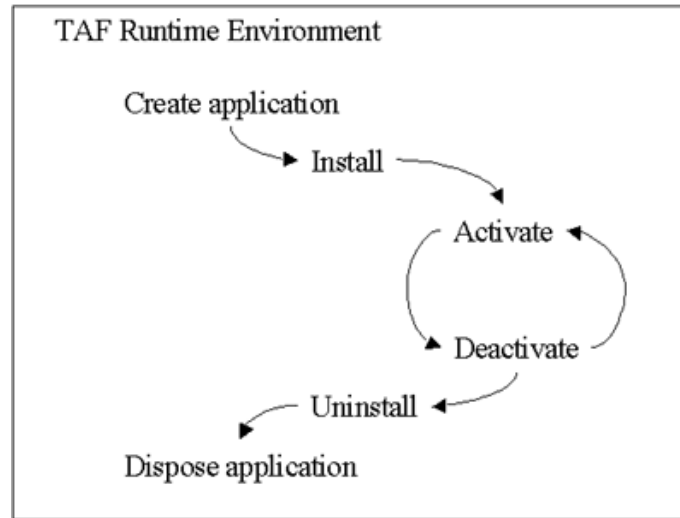 TAF Runtime Environment
Create application
Install
Activate
Deactivate
Uninstall
Dispose application